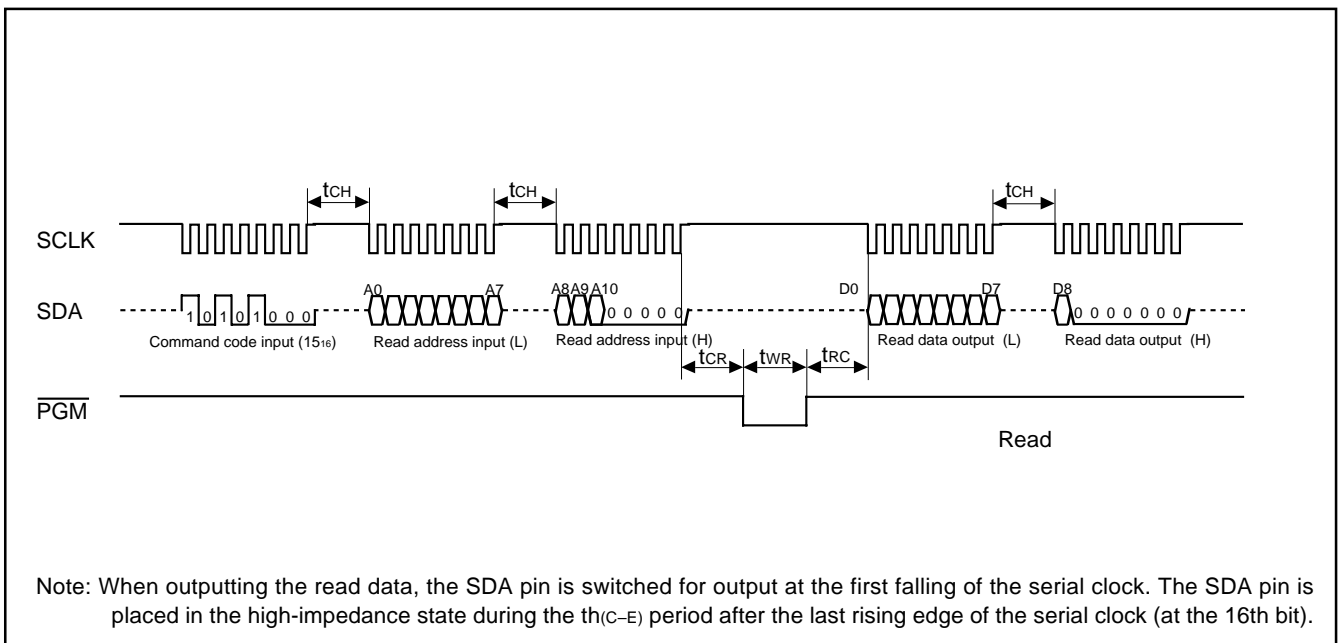 tCH tCH tCH
SCLK
A0 A7 A8A9 A10 D0 D7 D8
SDA
1 0 1 0 1 0 0 0 0 0 0 0 0 0 0 0 0 0 0 0
Command code input (15₁₆) Read address input (L) Read address input (H) Read data output (L) Read data output (H)
tCR tWR tRC
PGM
Read
Note: When outputting the read data, the SDA pin is switched for output at the first falling of the serial clock. The SDA pin is
placed in the high-impedance state during the th(C–E) period after the last rising edge of the serial clock (at the 16th bit).